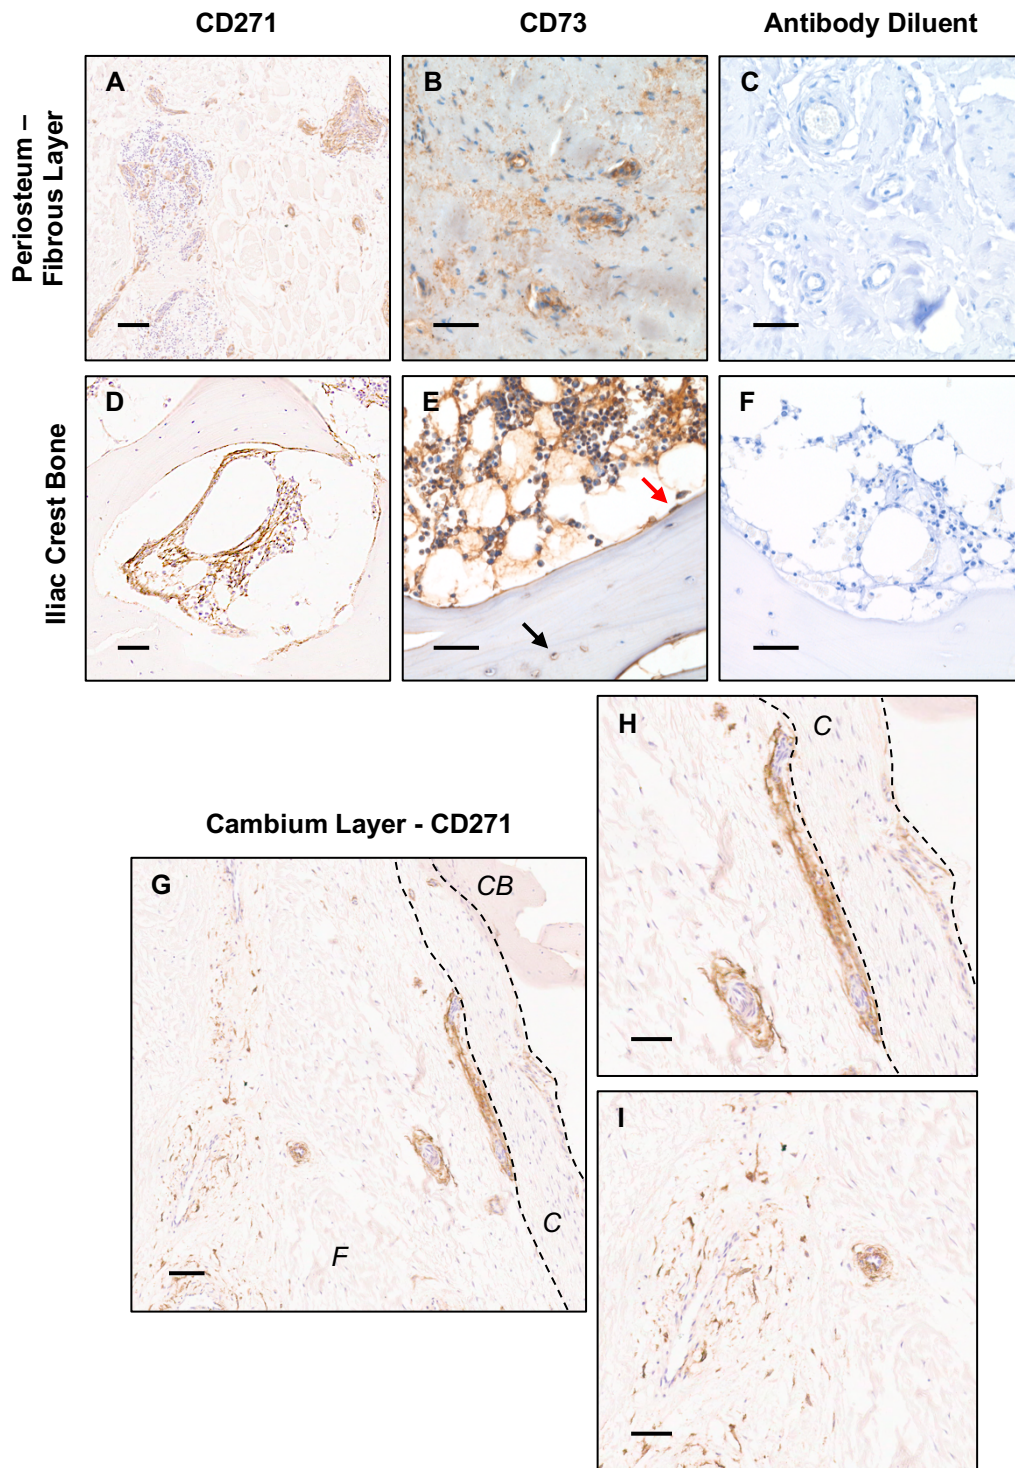 CD271
CD73
Antibody Diluent
Periosteum –
Fibrous Layer
A
B
C
Iliac Crest Bone
D
E
F
Cambium Layer - CD271
G
CB
C
F
H
C
I